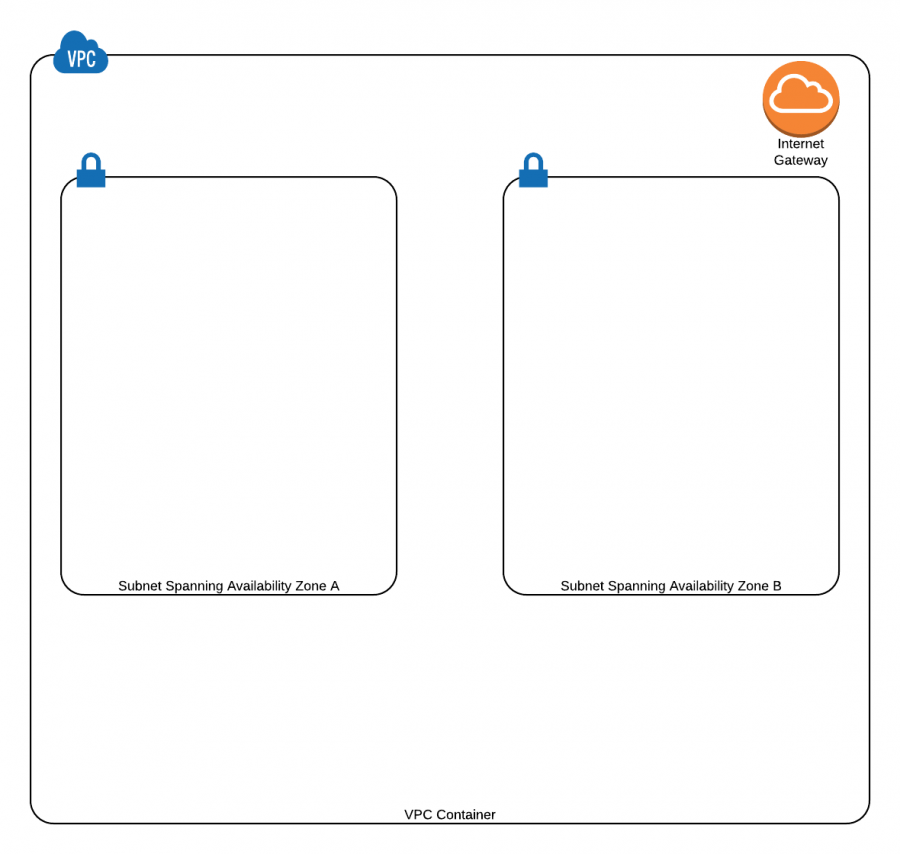 VPC
Internet
Gateway
Subnet Spanning Availability Zone A
Subnet Spanning Availability Zone B
VPC Container